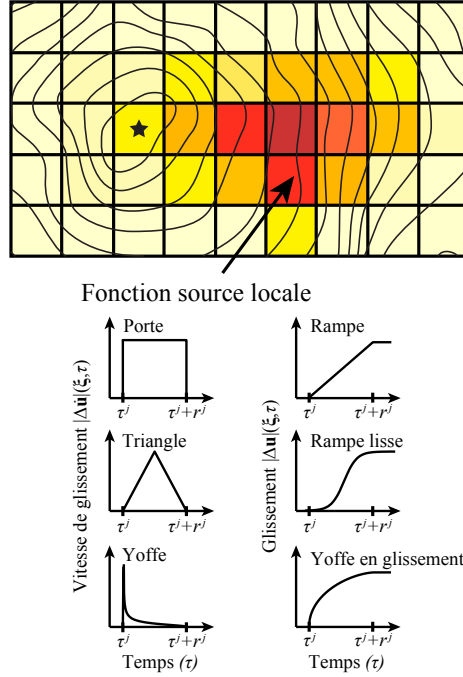 Fonction source locale
Vitesse de glissement |Δu̇|(ξ,τ)
Porte
τʲ
τʲ+rʲ
Triangle
τʲ
τʲ+rʲ
Yoffe
τʲ
τʲ+rʲ
Temps (τ)
Glissement |Δu|(ξ,τ)
Rampe
τʲ
τʲ+rʲ
Rampe lisse
τʲ
τʲ+rʲ
Yoffe en glissement
τʲ
τʲ+rʲ
Temps (τ)